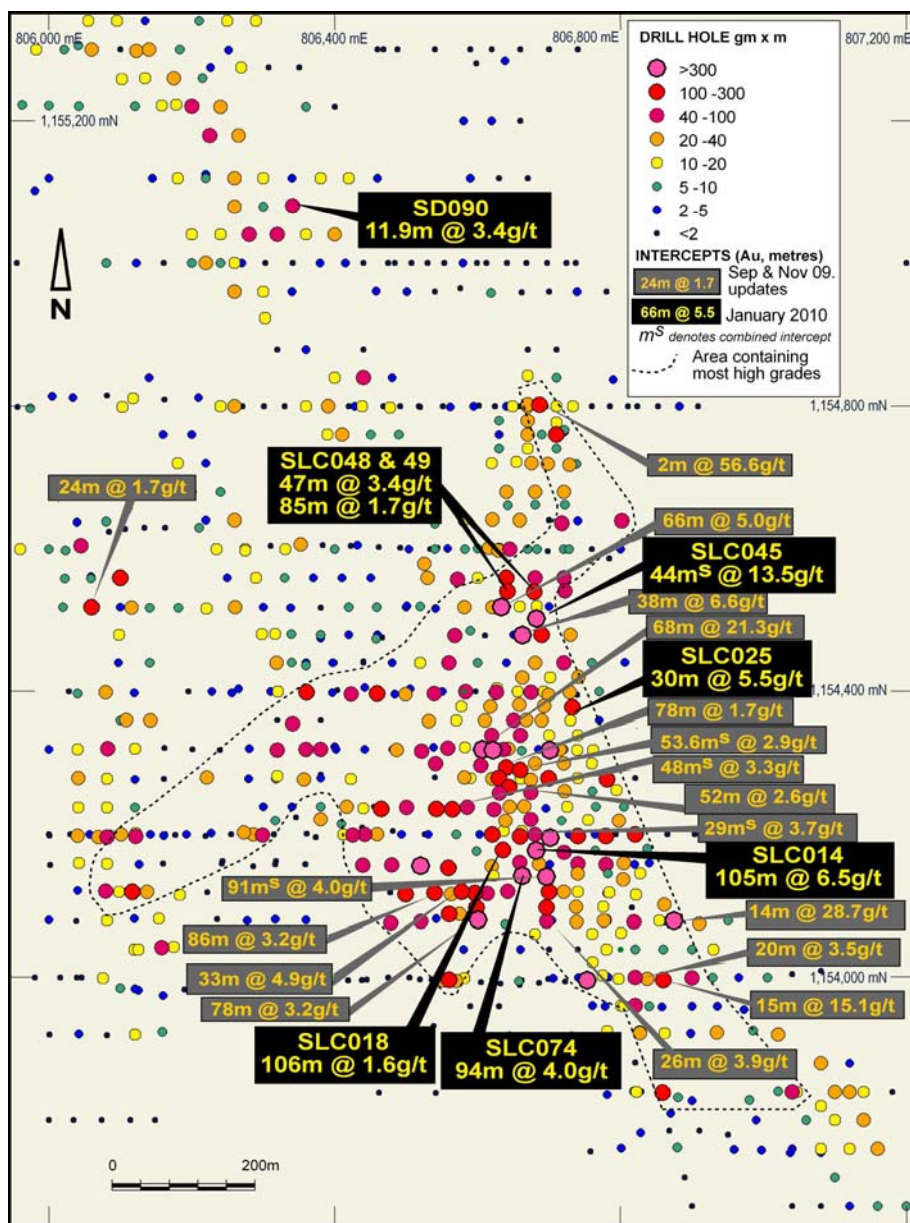 806,000 mE
806,400 mE
806,800 mE
807,200 mE
DRILL HOLE gm x m
>300
100 -300
40 -100
20 -40
10 -20
5 -10
2 -5
<2
INTERCEPTS (Au, metres)
24m @ 1.7
Sep & Nov 09.
updates
66m @ 5.5
January 2010
mS denotes combined intercept
Area containing
most high grades
1,155,200 mN
SD090
11.9m @ 3.4g/t
N
1,154,800 mN
SLC048 & 49
47m @ 3.4g/t
85m @ 1.7g/t
2m @ 56.6g/t
24m @ 1.7g/t
66m @ 5.0g/t
SLC045
44mS @ 13.5g/t
38m @ 6.6g/t
68m @ 21.3g/t
SLC025
30m @ 5.5g/t
1,154,400 mN
78m @ 1.7g/t
53.6mS @ 2.9g/t
48mS @ 3.3g/t
52m @ 2.6g/t
29mS @ 3.7g/t
SLC014
105m @ 6.5g/t
91mS @ 4.0g/t
14m @ 28.7g/t
86m @ 3.2g/t
20m @ 3.5g/t
33m @ 4.9g/t
1,154,000 mN
78m @ 3.2g/t
15m @ 15.1g/t
SLC018
106m @ 1.6g/t
SLC074
94m @ 4.0g/t
26m @ 3.9g/t
0
200m